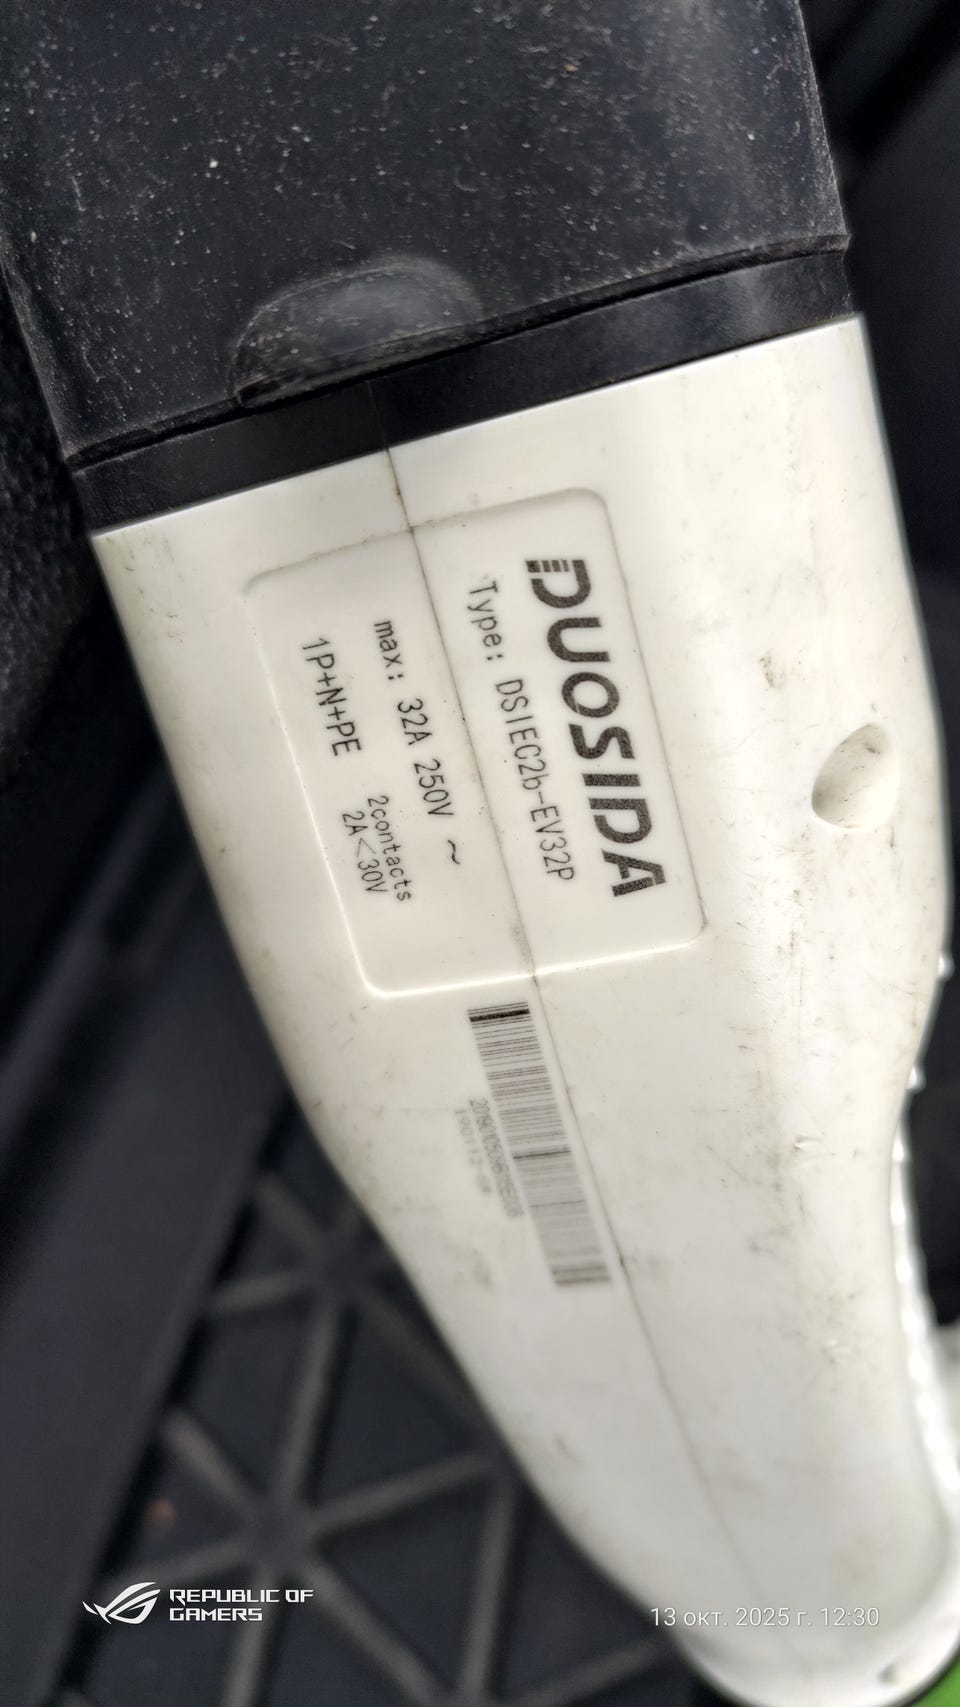 DUOSIDA
Type: DSIEC2b-EV32P
max: 32A 250V ~
1P+N+PE
2contacts
2A<30V
REPUBLIC OF
GAMERS
13 окт. 2025 г. 12:30